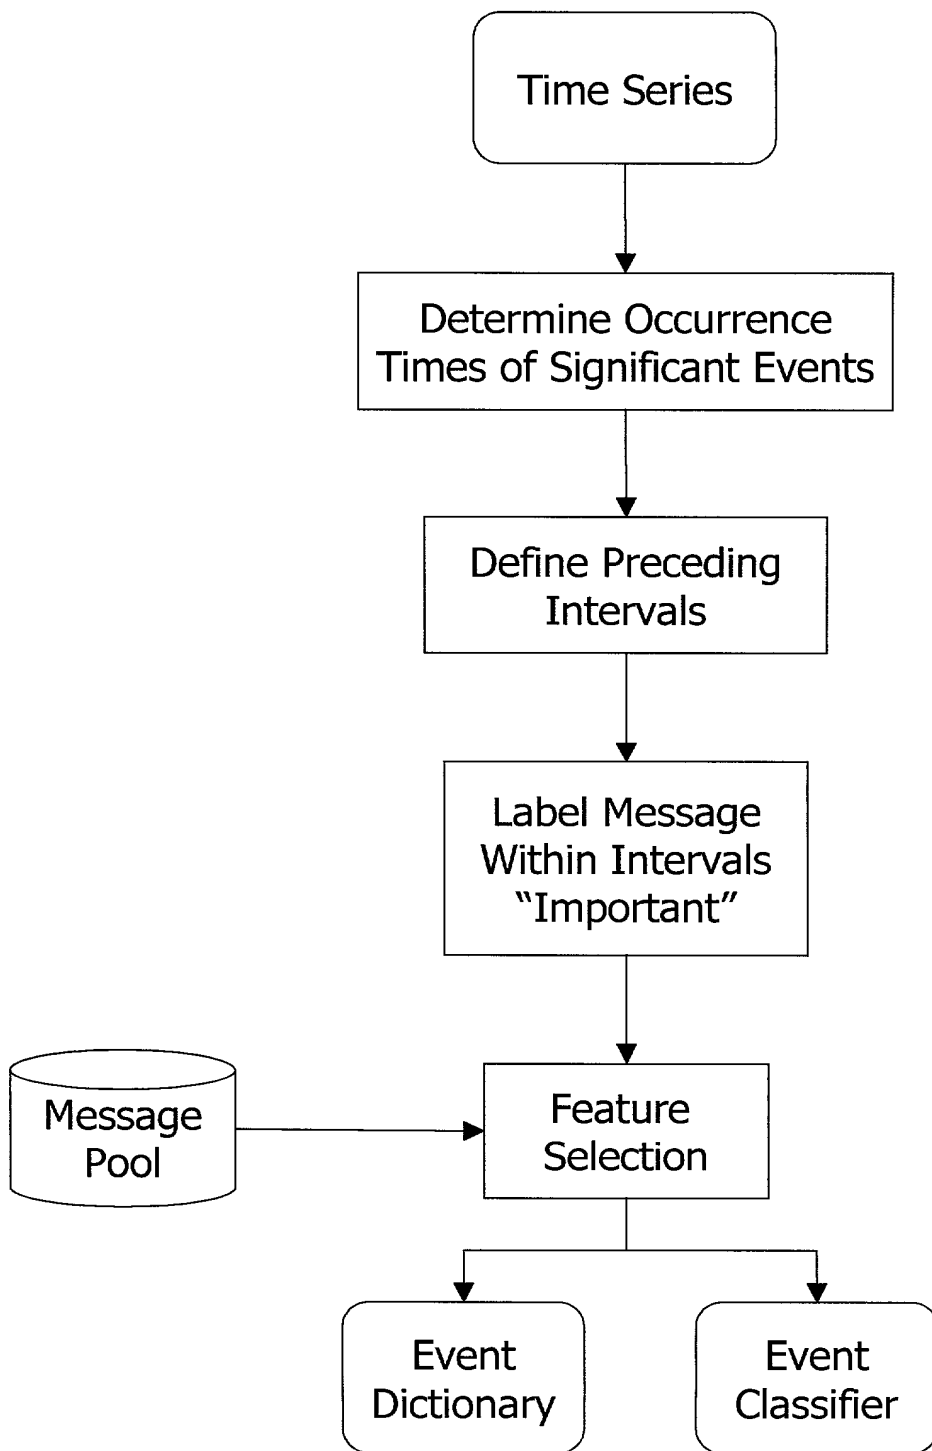 Time Series
Determine Occurrence
Times of Significant Events
Define Preceding
Intervals
Label Message
Within Intervals
“Important”
Message
Pool
Feature
Selection
Event
Dictionary
Event
Classifier